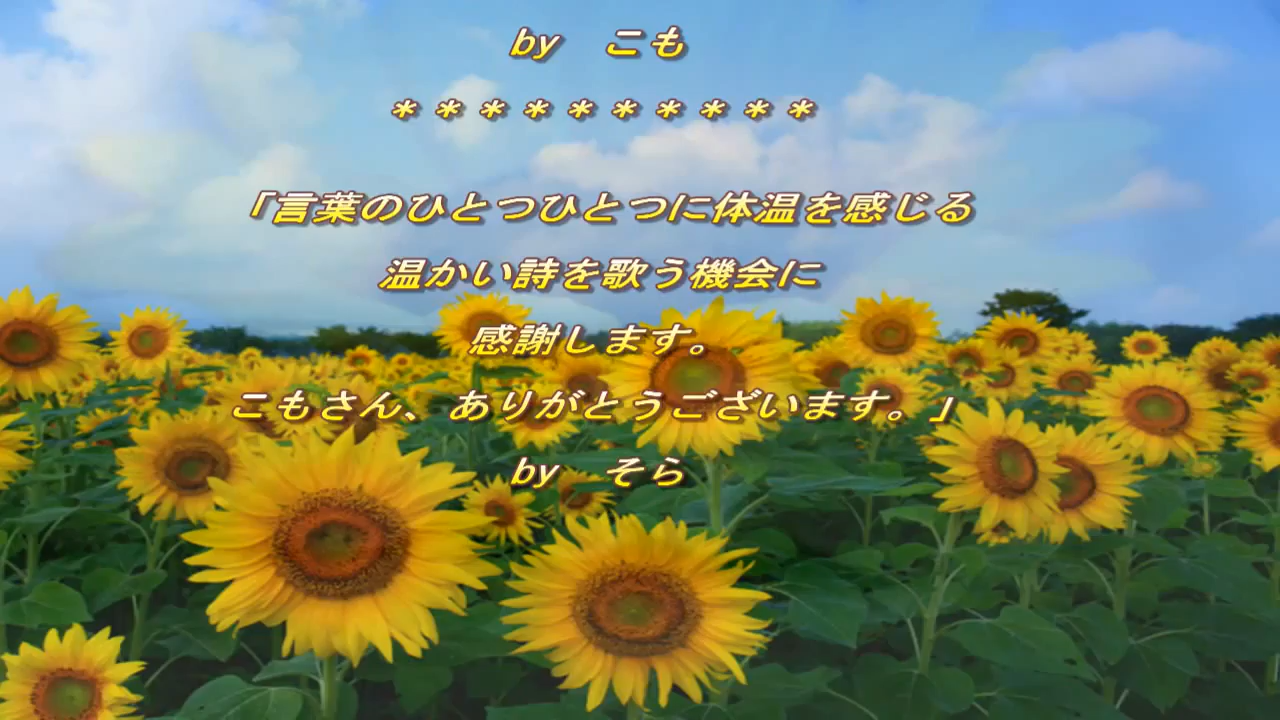 by　こも
＊＊＊＊＊＊＊＊＊＊
「言葉のひとつひとつに体温を感じる
温かい詩を歌う機会に
感謝します。
こもさん、ありがとうございます。」
by　そら